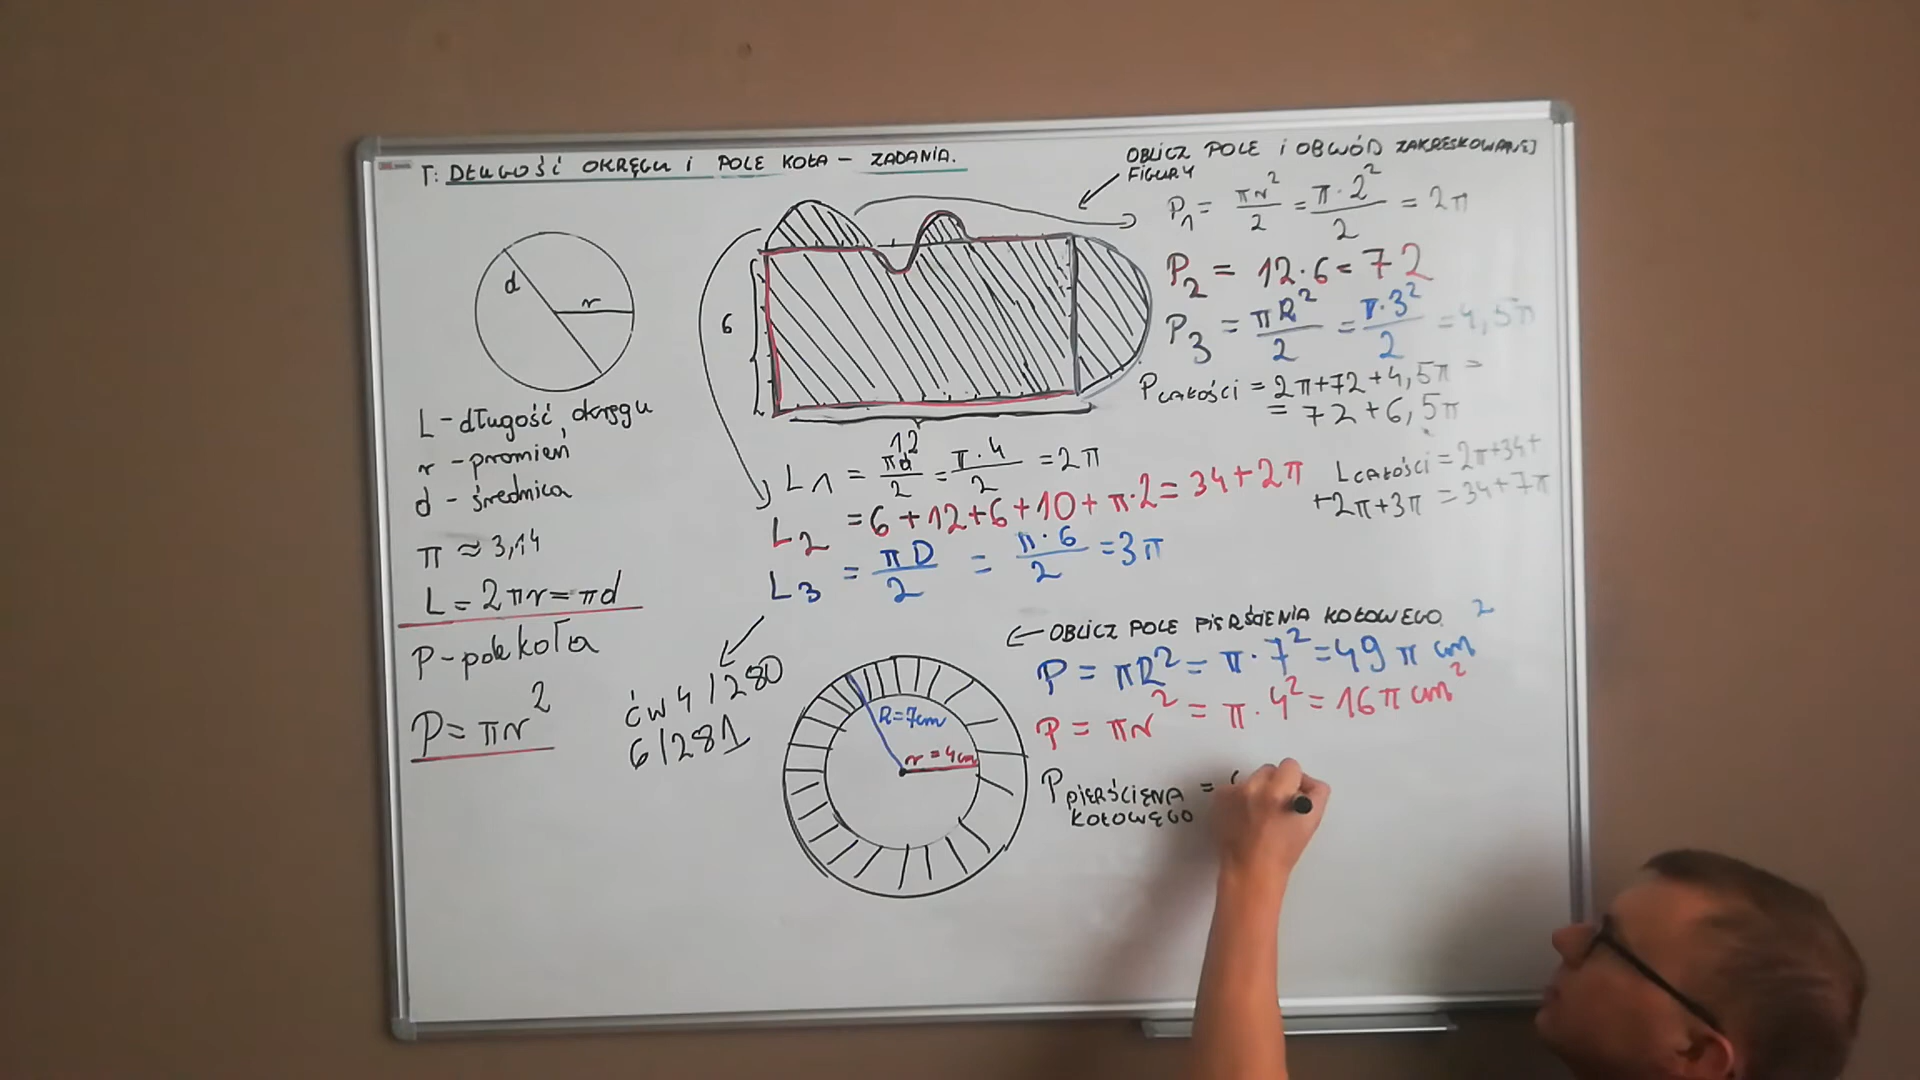 T: DŁUGOŚĆ OKRĘGU I POLE KOŁA – ZADANIA.
OBLICZ POLE i OBWÓD ZAKRESKOWANEJ
FIGURY
d
r
L – długość okręgu
r – promień
d – średnica
π ≈ 3,14
L = 2πr = πd
P – pole koła
P = πr²
6
12
P₁ = πr²/2 = π·2²/2 = 2π
P₂ = 12·6 = 72
P₃ = πR²/2 = π·3²/2 = 4,5π
P CAŁOŚCI = 2π+72+4,5π =
= 72+6,5π
L₁ = πd/2 = π·4/2 = 2π
L₂ = 6+12+6+10+π·2 = 34+2π
L₃ = πD/2 = π·6/2 = 3π
L CAŁOŚCI = 2π+34+
+2π+3π = 34+7π
ćw 4/280
6/281
← OBLICZ POLE PIERŚCIENIA KOŁOWEGO
R=7cm
r=4cm
P = πR² = π·7² = 49π cm²
P = πr² = π·4² = 16π cm²
P PIERŚCIENA =
KOŁOWEGO